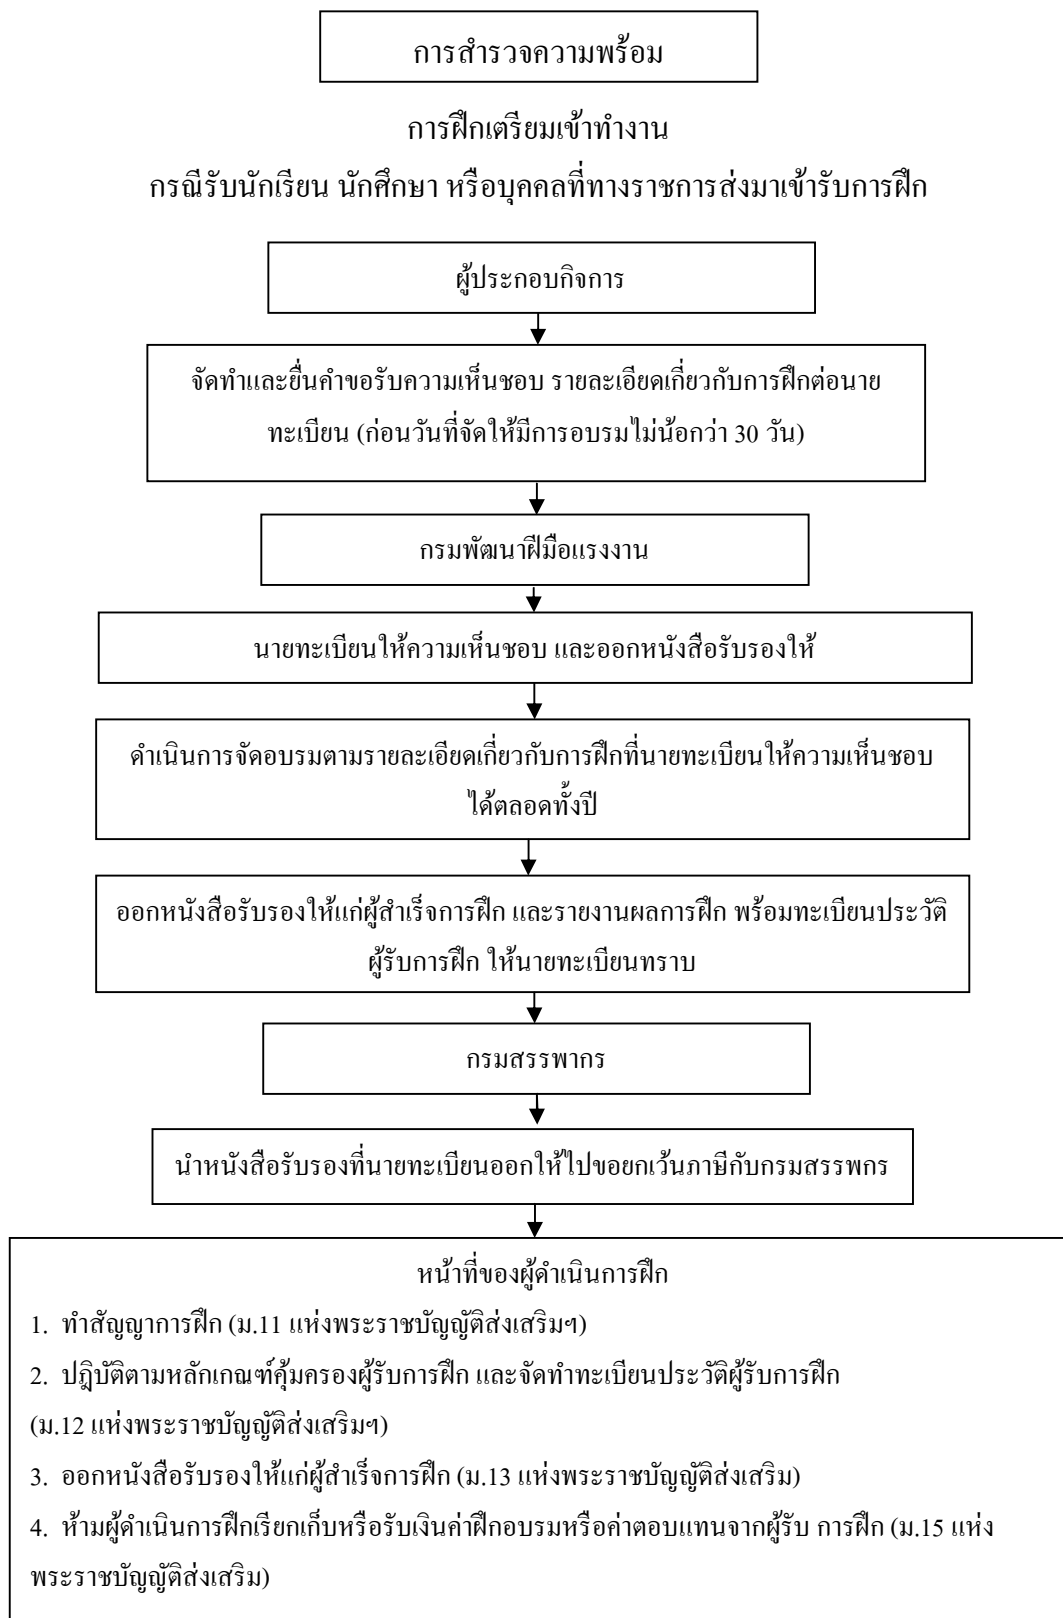 การสำรวจความพร้อม
การฝึกเตรียมเข้าทำงาน
กรณีรับนักเรียน นักศึกษา หรือบุคคลที่ทางราชการส่งมาเข้ารับการฝึก
ผู้ประกอบกิจการ
จัดทำและยื่นคำขอรับความเห็นชอบ รายละเอียดเกี่ยวกับการฝึกต่อนาย
ทะเบียน (ก่อนวันที่จัดให้มีการอบรมไม่น้อกว่า 30 วัน)
กรมพัฒนาฝีมือแรงงาน
นายทะเบียนให้ความเห็นชอบ และออกหนังสือรับรองให้
ดำเนินการจัดอบรมตามรายละเอียดเกี่ยวกับการฝึกที่นายทะเบียนให้ความเห็นชอบ
ได้ตลอดทั้งปี
ออกหนังสือรับรองให้แก่ผู้สำเร็จการฝึก และรายงานผลการฝึก พร้อมทะเบียนประวัติ
ผู้รับการฝึก ให้นายทะเบียนทราบ
กรมสรรพากร
นำหนังสือรับรองที่นายทะเบียนออกให้ไปขอยกเว้นภาษีกับกรมสรรพกร
หน้าที่ของผู้ดำเนินการฝึก
1. ทำสัญญาการฝึก (ม.11 แห่งพระราชบัญญัติส่งเสริมฯ)
2. ปฎิบัติตามหลักเกณฑ์คุ้มครองผู้รับการฝึก และจัดทำทะเบียนประวัติผู้รับการฝึก
(ม.12 แห่งพระราชบัญญัติส่งเสริมฯ)
3. ออกหนังสือรับรองให้แก่ผู้สำเร็จการฝึก (ม.13 แห่งพระราชบัญญัติส่งเสริม)
4. ห้ามผู้ดำเนินการฝึกเรียกเก็บหรือรับเงินค่าฝึกอบรมหรือค่าตอบแทนจากผู้รับ การฝึก (ม.15 แห่ง
พระราชบัญญัติส่งเสริม)